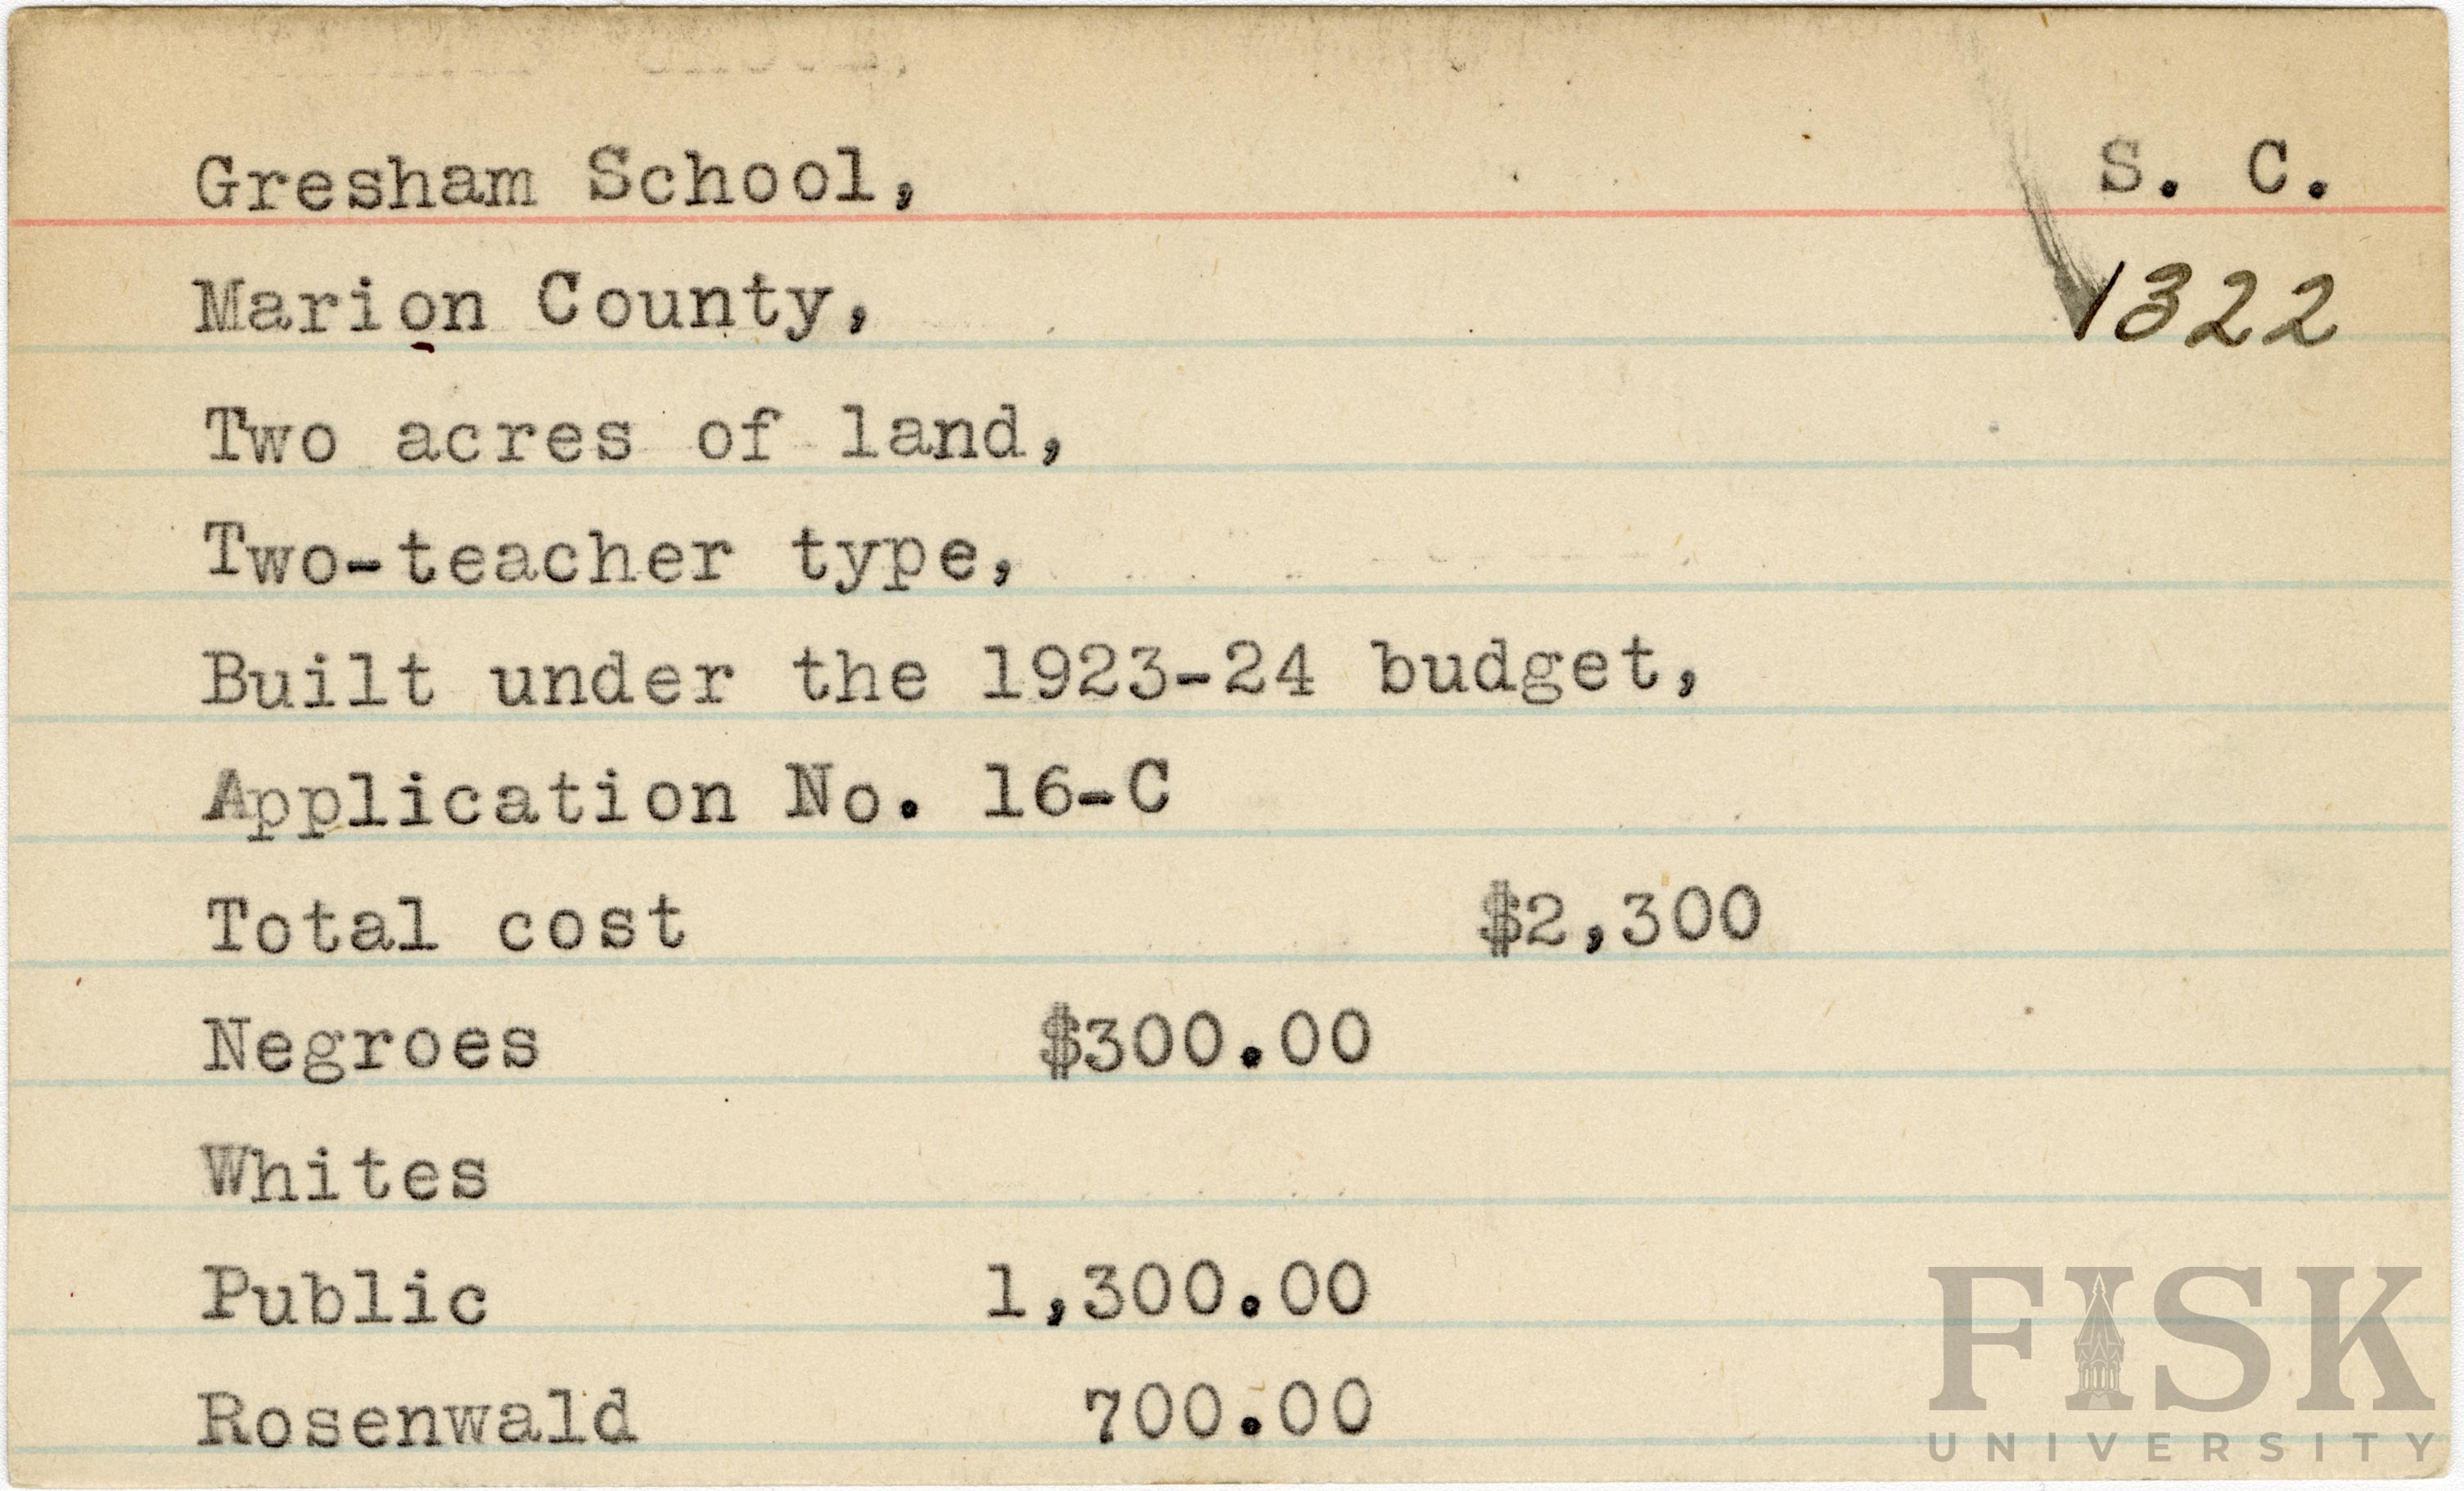 Gresham School, S. C.
Marion County, 1322
Two acres of land,
Two-teacher type,
Built under the 1923-24 budget,
Application No. 16-C
Total cost $2,300
Negroes $300.00
Whites
Public 1,300.00
Rosenwald 700.00
FISK
UNIVERSITY